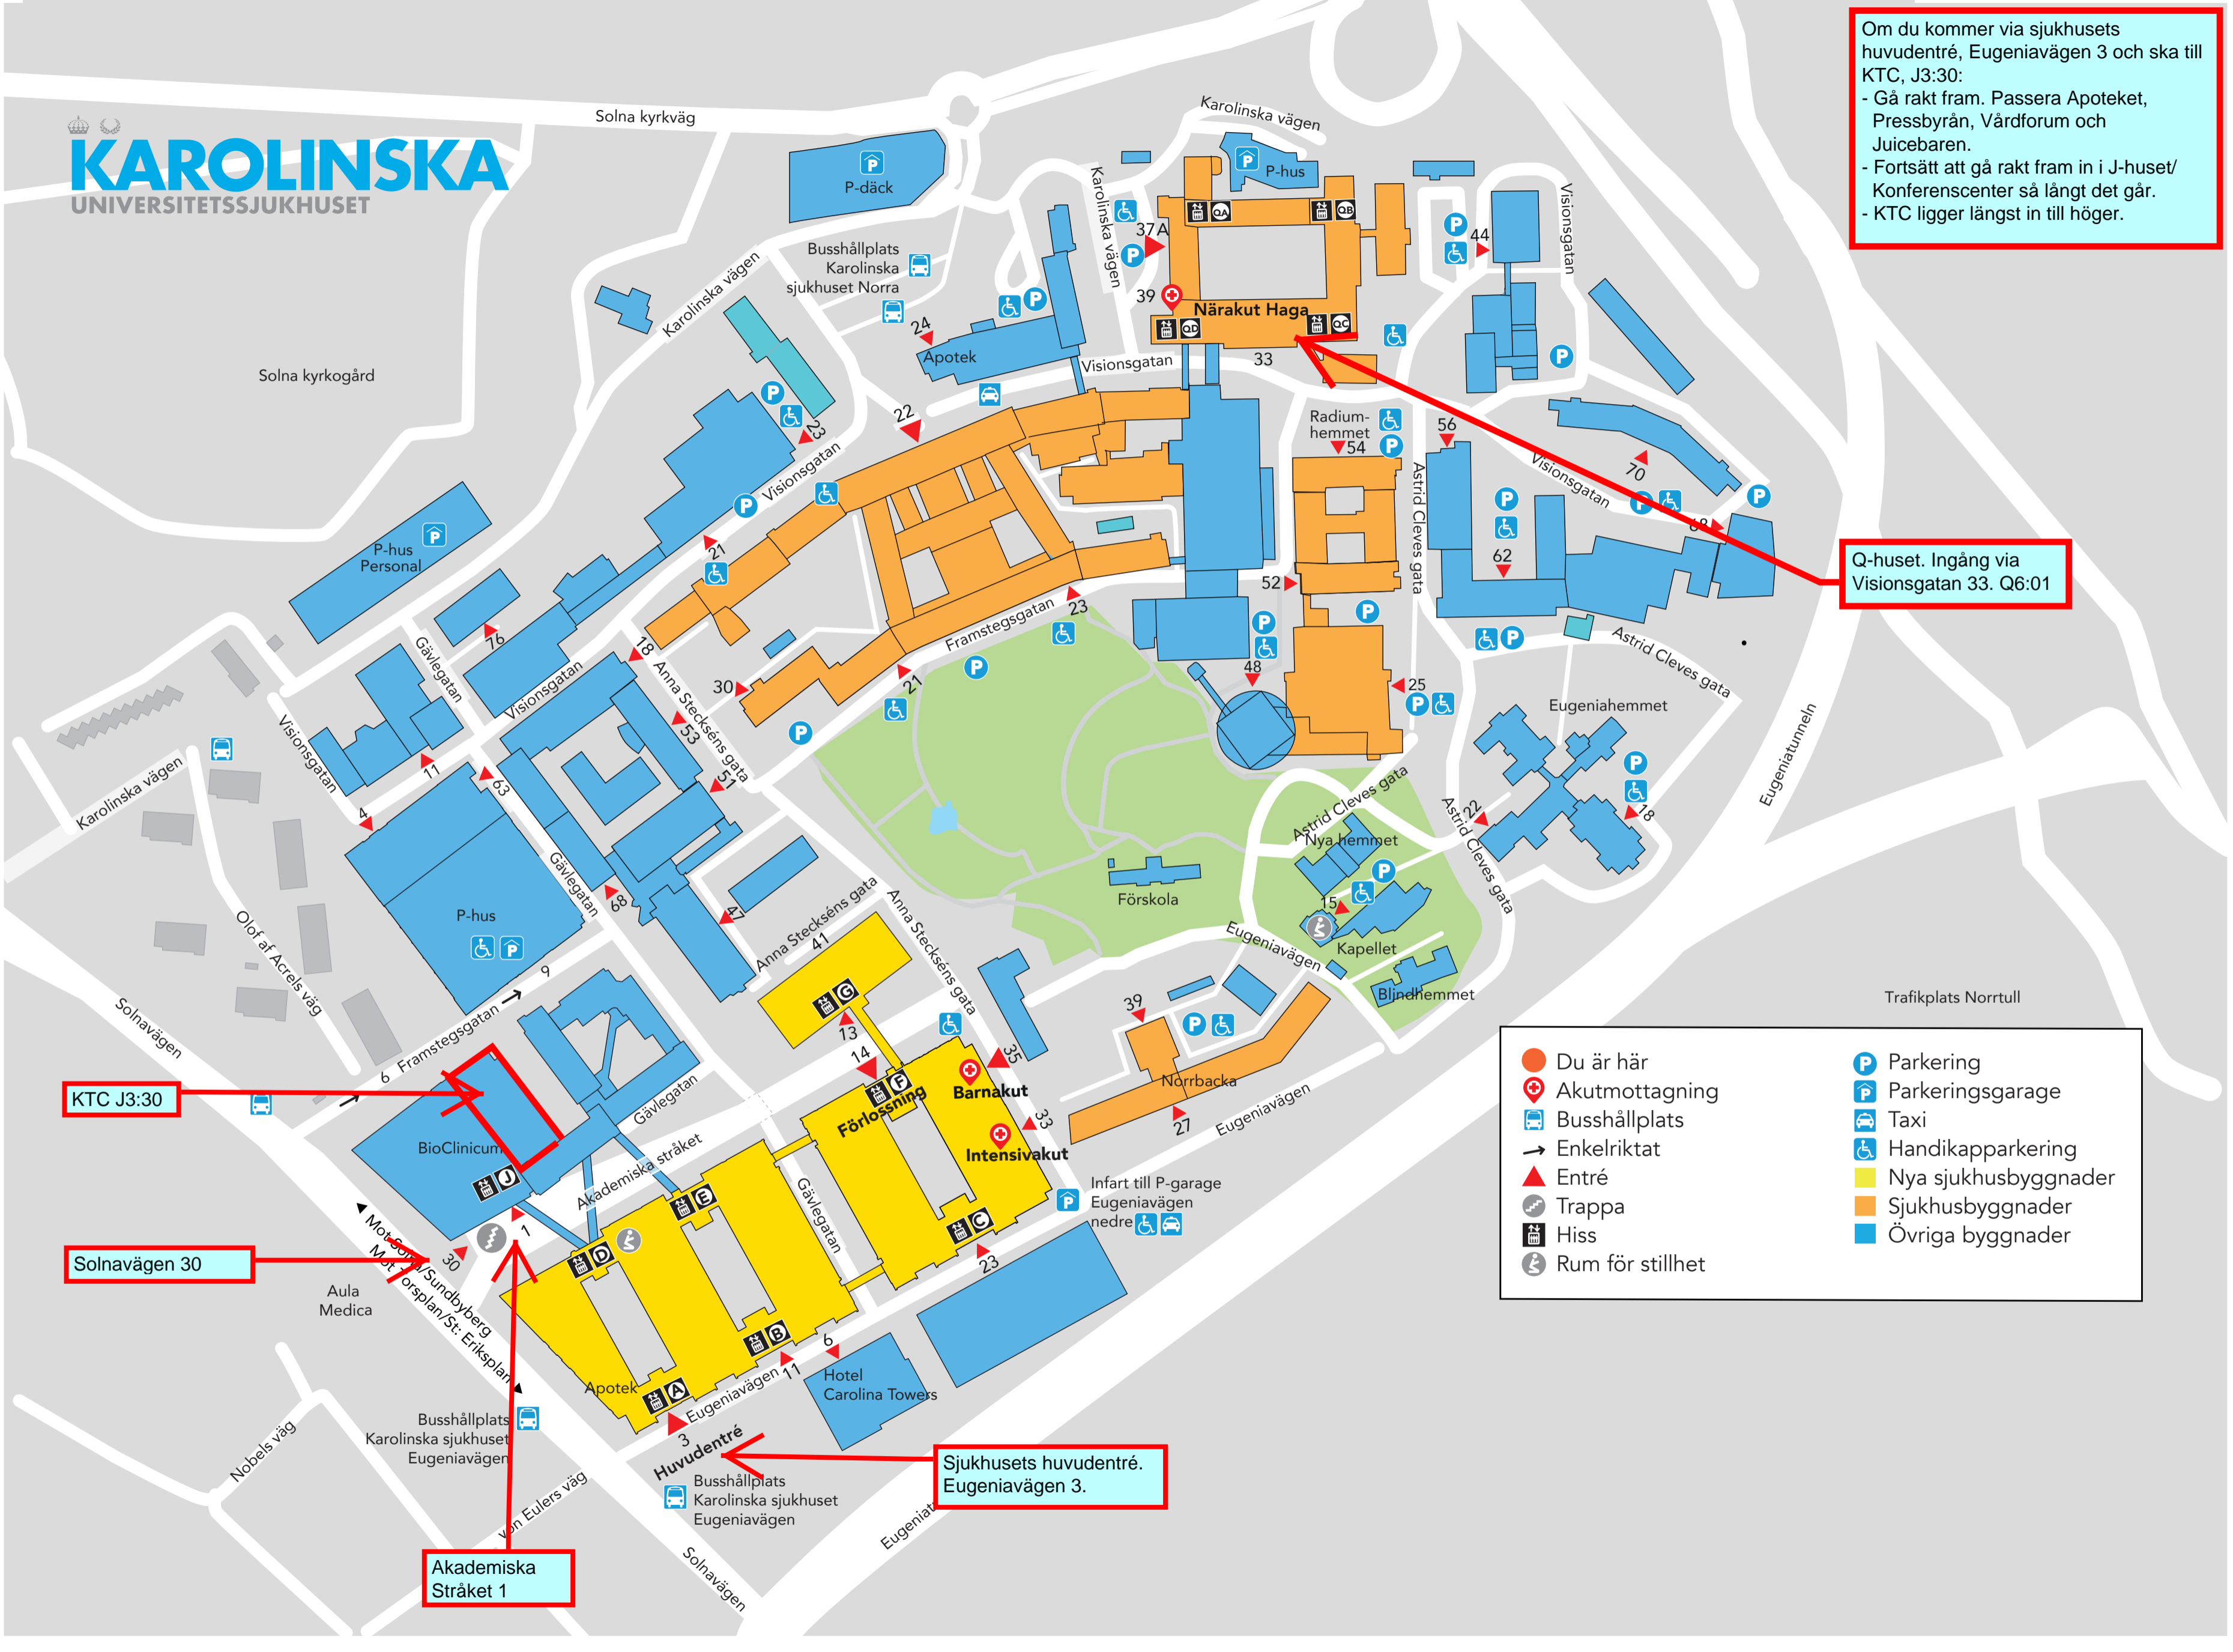 KAROLINSKA
UNIVERSITETSSJUKHUSET
Om du kommer via sjukhusets
huvudentré, Eugeniavägen 3 och ska till
KTC, J3:30:
- Gå rakt fram. Passera Apoteket,
Pressbyrån, Vårdforum och
Juicebaren.
- Fortsätt att gå rakt fram in i J-huset/
Konferenscenter så långt det går.
- KTC ligger längst in till höger.
Solna kyrkväg
Karolinska vägen
P
P-däck
P
P-hus
Karolinska vägen
Visionsgatan
QA
QB
37A
P
P
44
Busshållplats
Karolinska
sjukhuset Norra
Karolinska vägen
39
Närakut Haga
QD
QC
P
24
Apotek
Visionsgatan
33
P
Solna kyrkogård
P
23
22
Radium-
hemmet
54
P
56
Visionsgatan
70
P
P
68
Visionsgatan
P
Astrid Cleves gata
P
62
Q-huset. Ingång via
Visionsgatan 33. Q6:01
P-hus
Personal
P
21
52
P
P
Framstegsgatan
23
76
Gävlegatan
18
Visionsgatan
Anna Steckséns gata
30
21
P
P
48
25
P
P
Astrid Cleves gata
Eugeniahemmet
Eugeniatunneln
53
51
Visionsgatan
11
63
4
Karolinska vägen
P
18
22
Astrid Cleves gata
Astrid Cleves gata
Nya hemmet
P
15
Kapellet
Förskola
Gävlegatan
68
47
Anna Steckséns gata
41
Anna Steckséns gata
P-hus
P
Olof af Acrels väg
9
Eugeniavägen
Blindhemmet
Solnavägen
Framstegsgatan
6
G
13
14
35
39
P
Trafikplats Norrtull
KTC J3:30
BioClinicum
J
Gävlegatan
F
Förlossning
Barnakut
33
Intensivakut
Norrbacka
27
Eugeniavägen
Akademiska stråket
E
Gävlegatan
C
23
P
Infart till P-garage
Eugeniavägen
nedre
Solnavägen 30
30
1
D
Mot Solna/Sundbyberg
Mot Torsplan/St: Eriksplan
Aula
Medica
B
11
6
Hotel
Carolina Towers
Apotek
A
3
Eugeniavägen
Huvudentré
Busshållplats
Karolinska sjukhuset
Eugeniavägen
Sjukhusets huvudentré.
Eugeniavägen 3.
Busshållplats
Karolinska sjukhuset
Eugeniavägen
Nobels väg
von Eulers väg
Solnavägen
Akademiska
Stråket 1
Du är här
Akutmottagning
Busshållplats
Enkelriktat
Entré
Trappa
Hiss
Rum för stillhet
P
Parkering
P
Parkeringsgarage
Taxi
Handikapparkering
Nya sjukhusbyggnader
Sjukhusbyggnader
Övriga byggnader